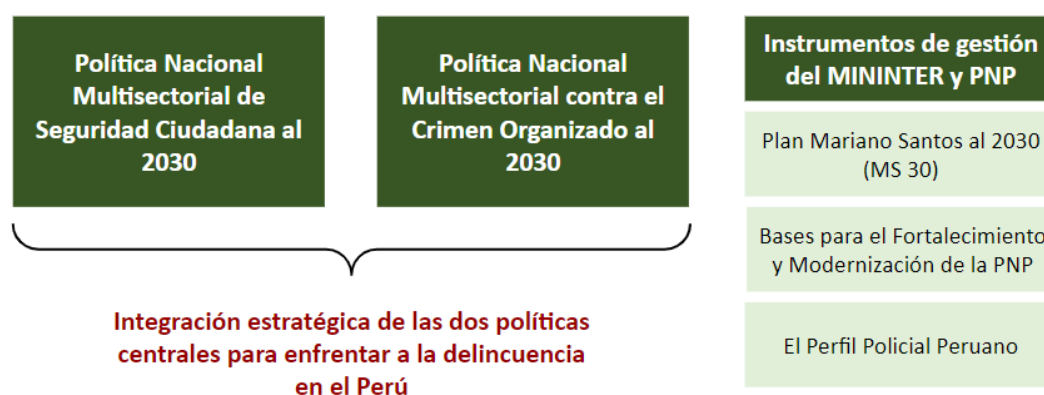 Política Nacional
Multisectorial de
Seguridad Ciudadana al
2030
Política Nacional
Multisectorial contra el
Crimen Organizado al
2030
Integración estratégica de las dos políticas
centrales para enfrentar a la delincuencia
en el Perú
Instrumentos de gestión
del MININTER y PNP
Plan Mariano Santos al 2030
(MS 30)
Bases para el Fortalecimiento
y Modernización de la PNP
El Perfil Policial Peruano